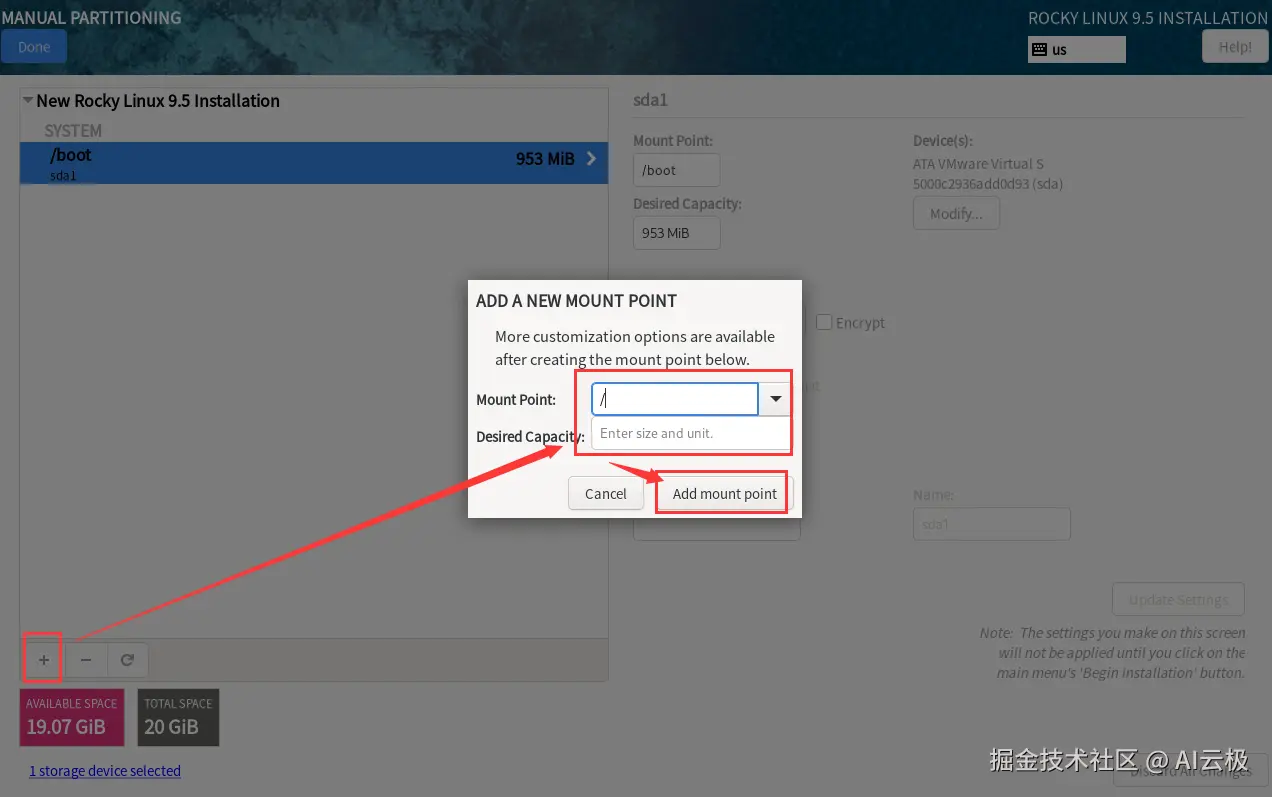 MANUAL PARTITIONING
ROCKY LINUX 9.5 INSTALLATION
Done
us
Help!
New Rocky Linux 9.5 Installation
SYSTEM
/boot
953 MiB
sda1
sda1
Mount Point:
/boot
Desired Capacity:
953 MiB
Device(s):
ATA VMware Virtual S
5000c2936add0d93 (sda)
Modify...
Encrypt
ADD A NEW MOUNT POINT
More customization options are available
after creating the mount point below.
Mount Point:
/
Desired Capacity:
Enter size and unit.
Cancel
Add mount point
Name:
sda1
Update Settings
Note: The settings you make on this screen
will not be applied until you click on the
main menu's 'Begin installation' button.
+
−
AVAILABLE SPACE
19.07 GiB
TOTAL SPACE
20 GiB
1 storage device selected
Discard All Changes
掘金技术社区 @ AI云极